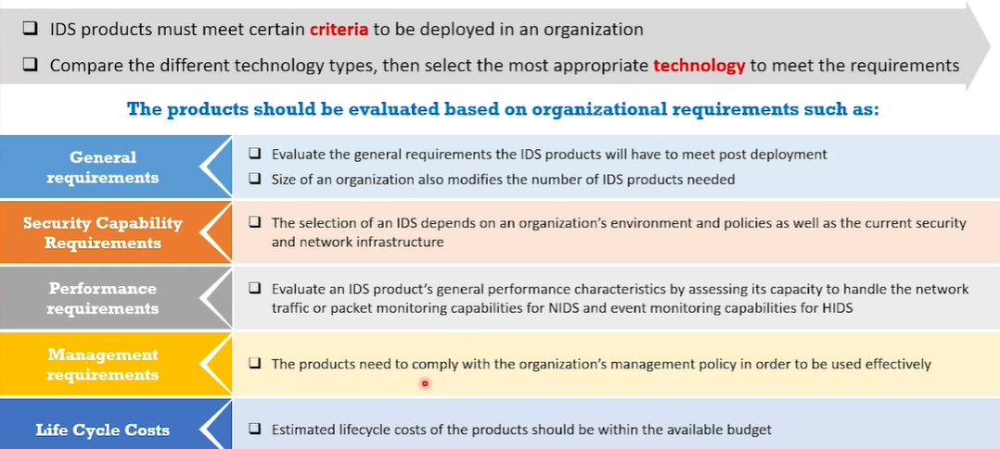 IDS products must meet certain criteria to be deployed in an organization
Compare the different technology types, then select the most appropriate technology to meet the requirements
The products should be evaluated based on organizational requirements such as:
General
requirements
Evaluate the general requirements the IDS products will have to meet post deployment
Size of an organization also modifies the number of IDS products needed
Security Capability
Requirements
The selection of an IDS depends on an organization's environment and policies as well as the current security
and network infrastructure
Performance
requirements
Evaluate an IDS product's general performance characteristics by assessing its capacity to handle the network
traffic or packet monitoring capabilities for NIDS and event monitoring capabilities for HIDS
Management
requirements
The products need to comply with the organization's management policy in order to be used effectively
Life Cycle Costs
Estimated lifecycle costs of the products should be within the available budget